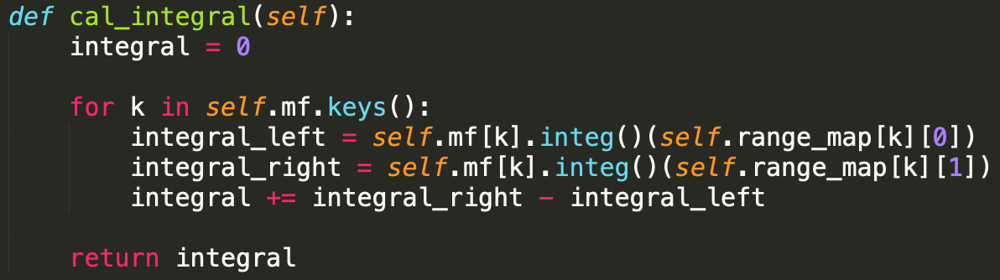 def cal_integral(self):
    integral = 0

    for k in self.mf.keys():
        integral_left = self.mf[k].integ()(self.range_map[k][0])
        integral_right = self.mf[k].integ()(self.range_map[k][1])
        integral += integral_right - integral_left

    return integral